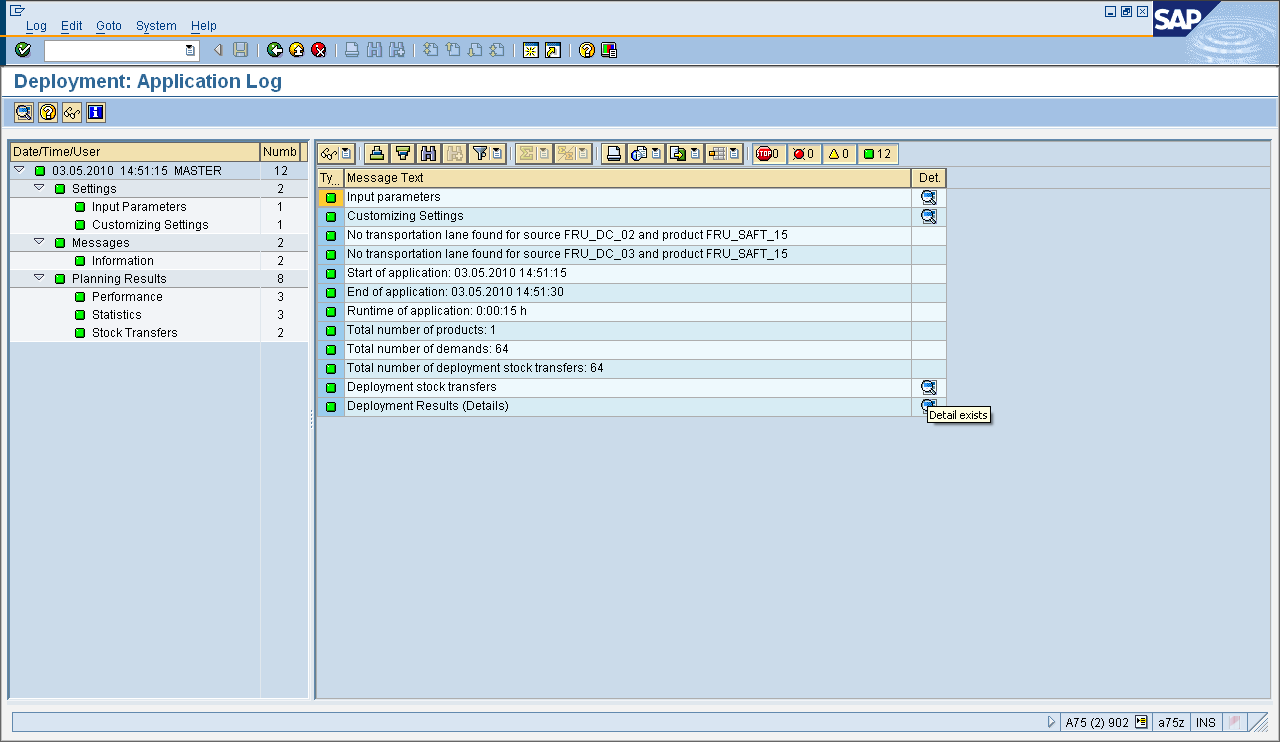 Log Edit Goto System Help
SAP
Deployment: Application Log
Date/Time/User Numb
03.05.2010 14:51:15 MASTER 12
Settings 2
Input Parameters 1
Customizing Settings 1
Messages 2
Information 2
Planning Results 8
Performance 3
Statistics 3
Stock Transfers 2
STOP 0 0 0 12
Ty... Message Text Det.
Input parameters
Customizing Settings
No transportation lane found for source FRU_DC_02 and product FRU_SAFT_15
No transportation lane found for source FRU_DC_03 and product FRU_SAFT_15
Start of application: 03.05.2010 14:51:15
End of application: 03.05.2010 14:51:30
Runtime of application: 0:00:15 h
Total number of products: 1
Total number of demands: 64
Total number of deployment stock transfers: 64
Deployment stock transfers
Deployment Results (Details)
Detail exists
A75 (2) 902 a75z INS